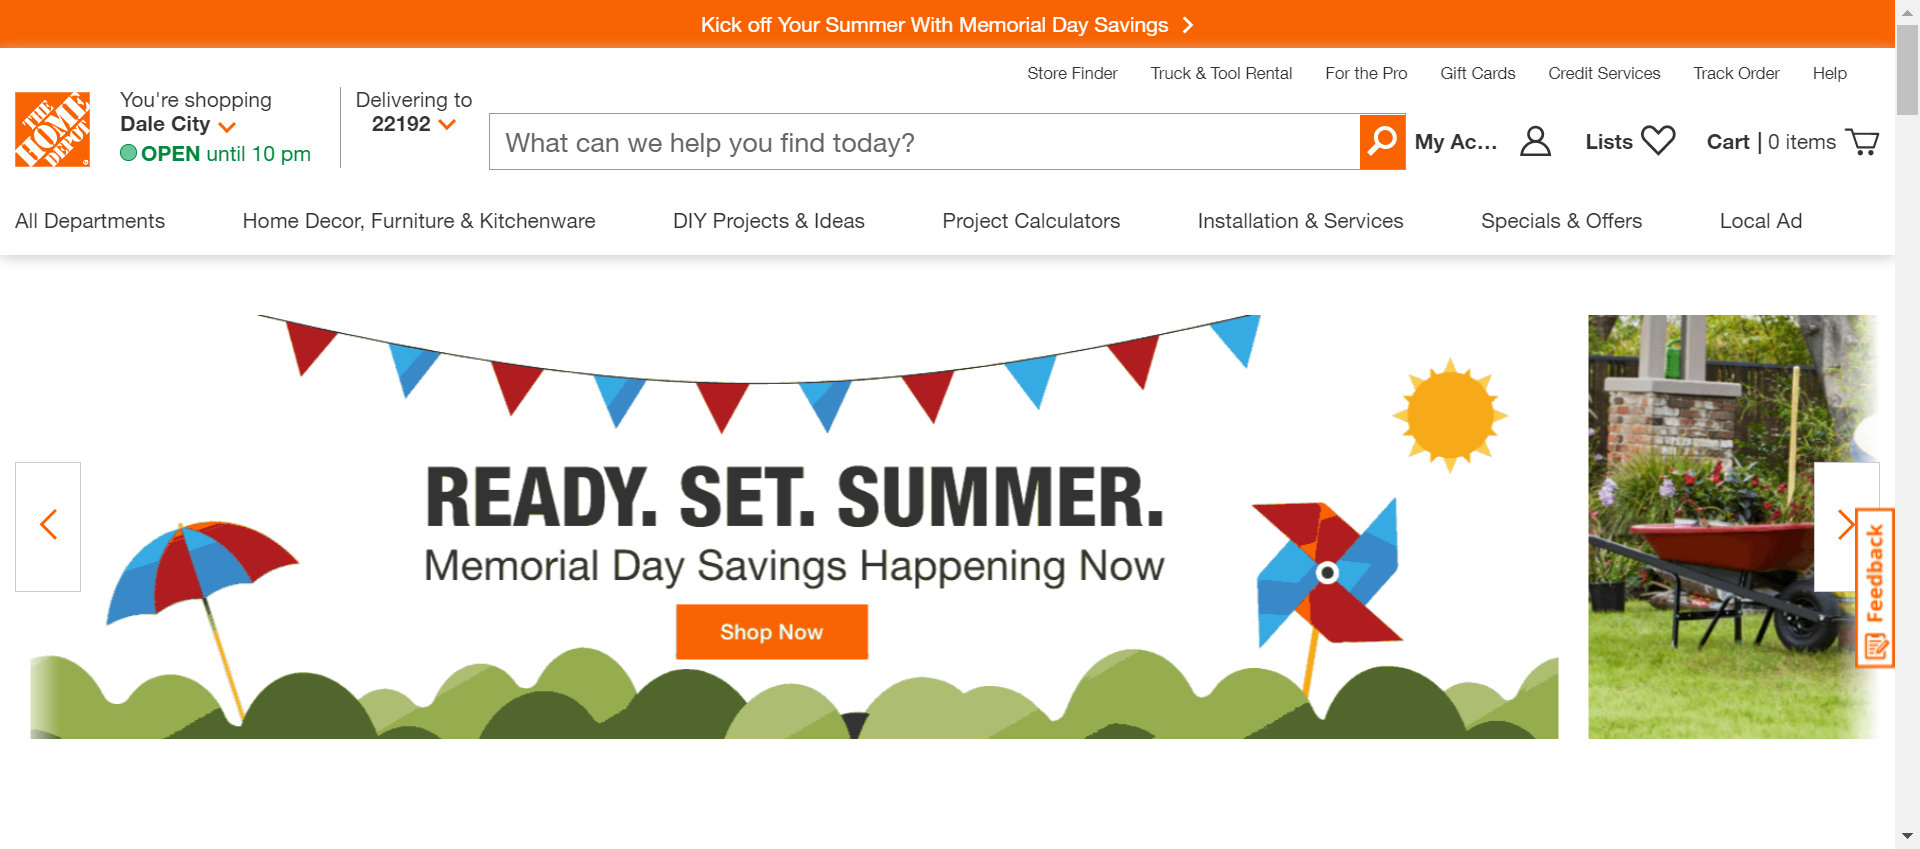 Kick off Your Summer With Memorial Day Savings
Store Finder
Truck & Tool Rental
For the Pro
Gift Cards
Credit Services
Track Order
Help
THE
HOME
DEPOT
You're shopping
Dale City
OPEN until 10 pm
Delivering to
22192
What can we help you find today?
My Ac...
Lists
Cart | 0 items
All Departments
Home Decor, Furniture & Kitchenware
DIY Projects & Ideas
Project Calculators
Installation & Services
Specials & Offers
Local Ad
READY. SET. SUMMER.
Memorial Day Savings Happening Now
Shop Now
Feedback